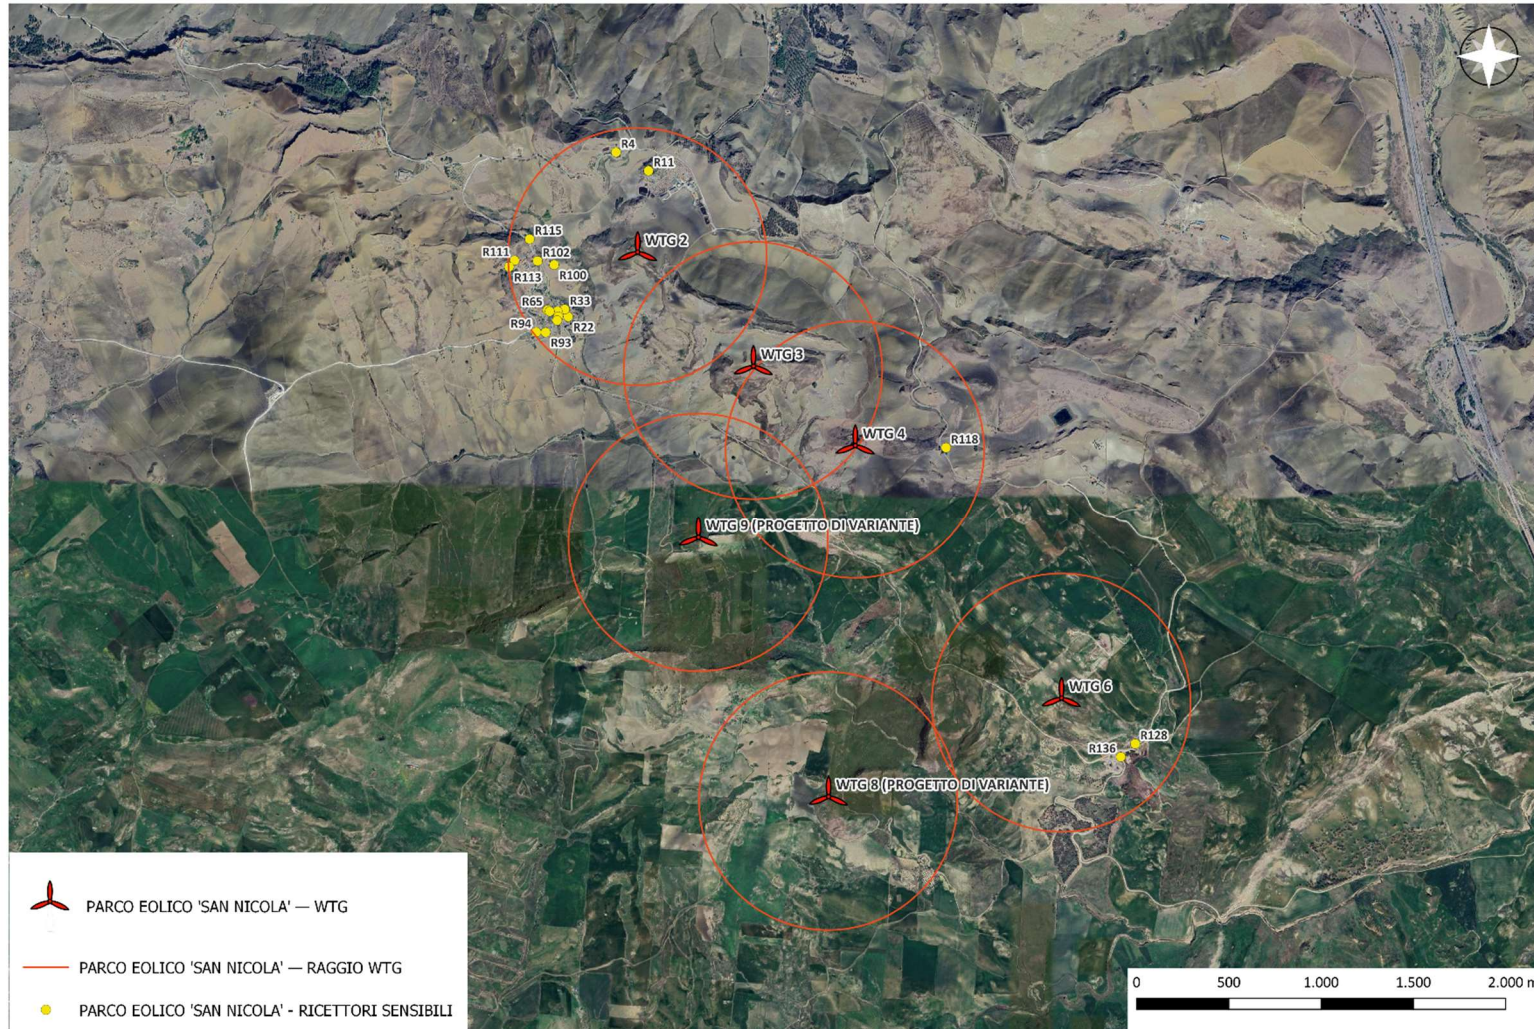 R4
R11
R115
WTG 2
R111
R102
R113
R100
R65
R33
R94
R22
R93
WTG 3
WTG 4
R118
WTG 9 (PROGETTO DI VARIANTE)
WTG 6
R128
R136
WTG 8 (PROGETTO DI VARIANTE)
PARCO EOLICO 'SAN NICOLA' — WTG
PARCO EOLICO 'SAN NICOLA' — RAGGIO WTG
PARCO EOLICO 'SAN NICOLA' - RICETTORI SENSIBILI
0 500 1.000 1.500 2.000 m